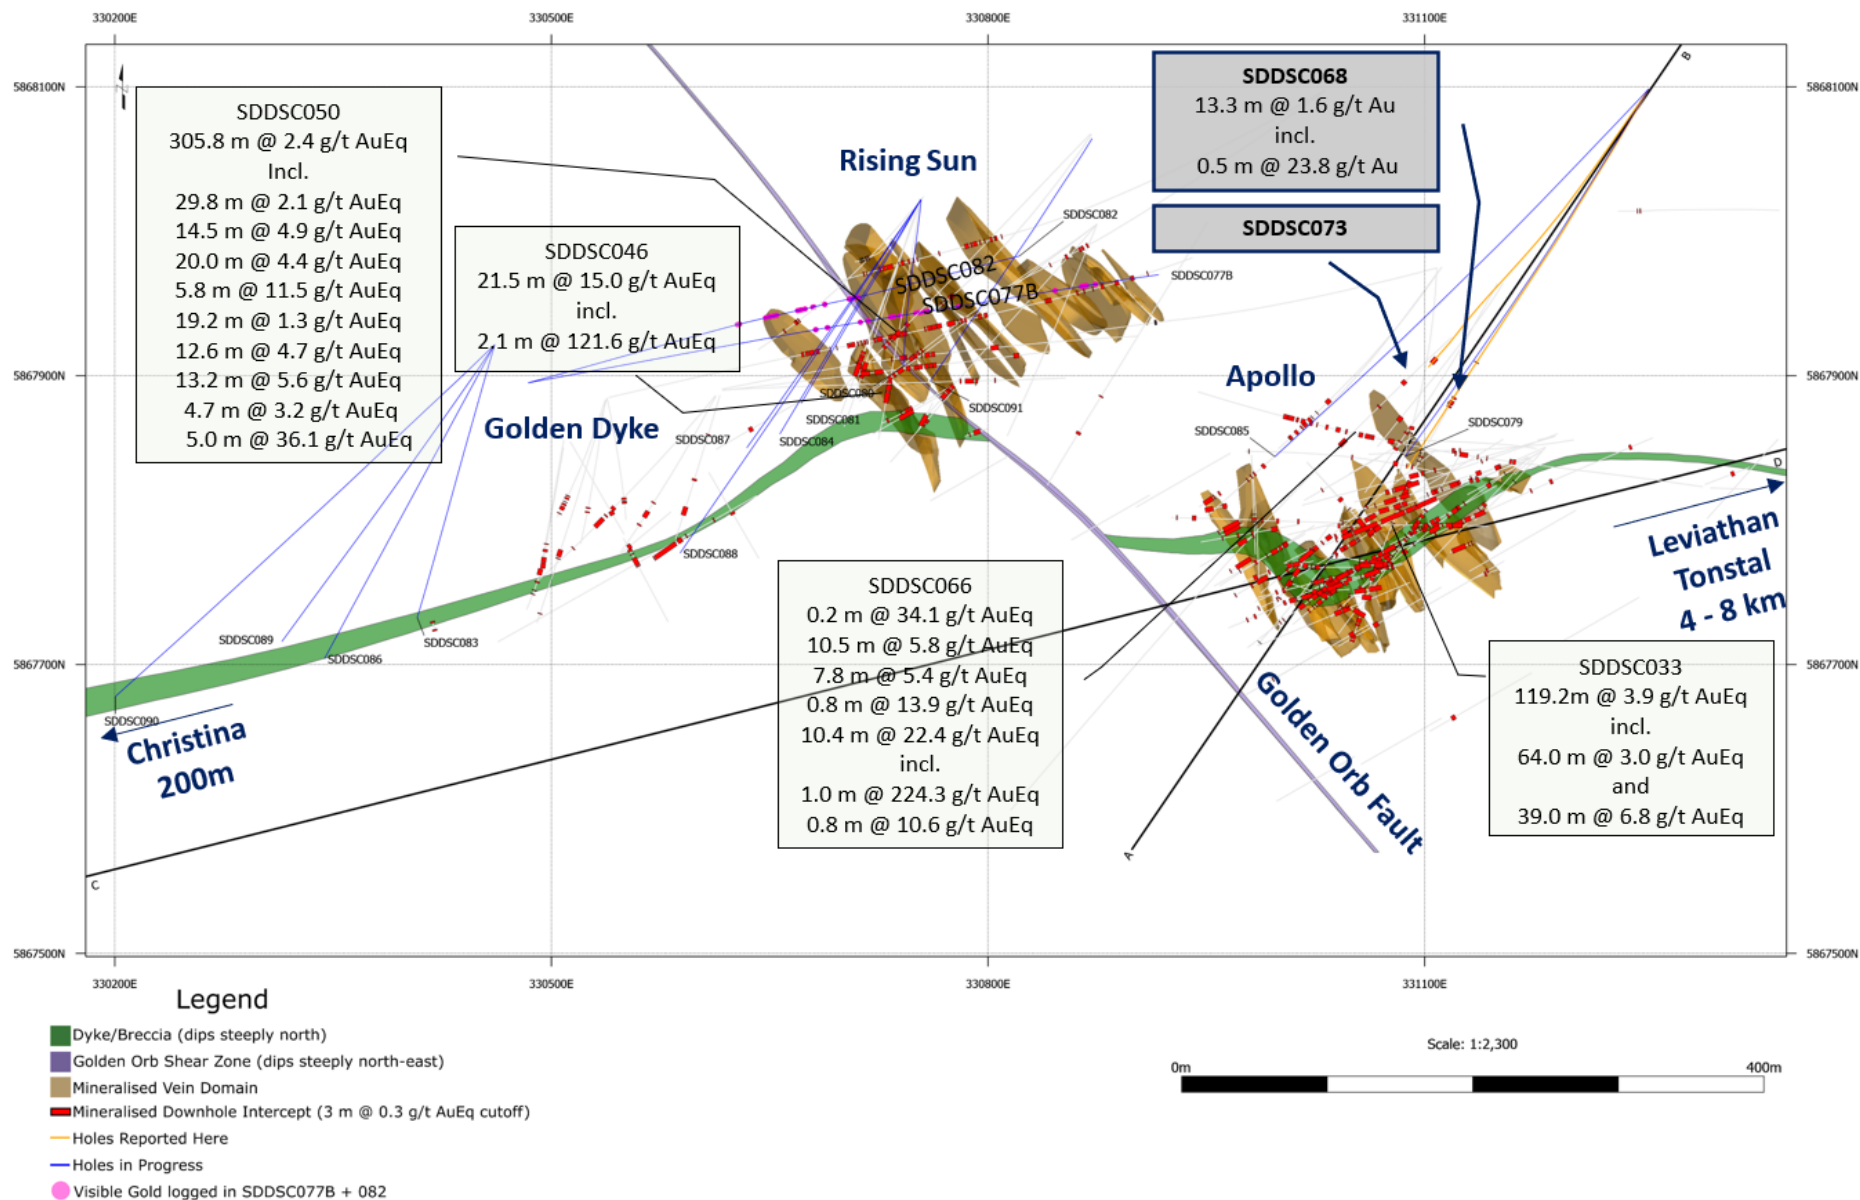 330200E
330500E
330800E
331100E
5868100N
5868100N
B
SDDSC050
305.8 m @ 2.4 g/t AuEq
Incl.
29.8 m @ 2.1 g/t AuEq
14.5 m @ 4.9 g/t AuEq
20.0 m @ 4.4 g/t AuEq
5.8 m @ 11.5 g/t AuEq
19.2 m @ 1.3 g/t AuEq
12.6 m @ 4.7 g/t AuEq
13.2 m @ 5.6 g/t AuEq
4.7 m @ 3.2 g/t AuEq
5.0 m @ 36.1 g/t AuEq
SDDSC046
21.5 m @ 15.0 g/t AuEq
incl.
2.1 m @ 121.6 g/t AuEq
Rising Sun
SDDSC068
13.3 m @ 1.6 g/t Au
incl.
0.5 m @ 23.8 g/t Au
SDDSC073
SDDSC082
SDDSC082
SDDSC077B
SDDSC077B
5867900N
5867900N
Apollo
SDDSC080
SDDSC091
SDDSC081
SDDSC084
SDDSC087
Golden Dyke
SDDSC085
SDDSC079
D
SDDSC088
Leviathan
Tonstal
4 - 8 km
SDDSC089
SDDSC086
SDDSC083
SDDSC090
5867700N
5867700N
Christina
200m
SDDSC066
0.2 m @ 34.1 g/t AuEq
10.5 m @ 5.8 g/t AuEq
7.8 m @ 5.4 g/t AuEq
0.8 m @ 13.9 g/t AuEq
10.4 m @ 22.4 g/t AuEq
incl.
1.0 m @ 224.3 g/t AuEq
0.8 m @ 10.6 g/t AuEq
Golden Orb Fault
SDDSC033
119.2m @ 3.9 g/t AuEq
incl.
64.0 m @ 3.0 g/t AuEq
and
39.0 m @ 6.8 g/t AuEq
A
C
5867500N
5867500N
330200E
330500E
330800E
331100E
Legend
Dyke/Breccia (dips steeply north)
Golden Orb Shear Zone (dips steeply north-east)
Mineralised Vein Domain
Mineralised Downhole Intercept (3 m @ 0.3 g/t AuEq cutoff)
Holes Reported Here
Holes in Progress
Visible Gold logged in SDDSC077B + 082
Scale: 1:2,300
0m
400m